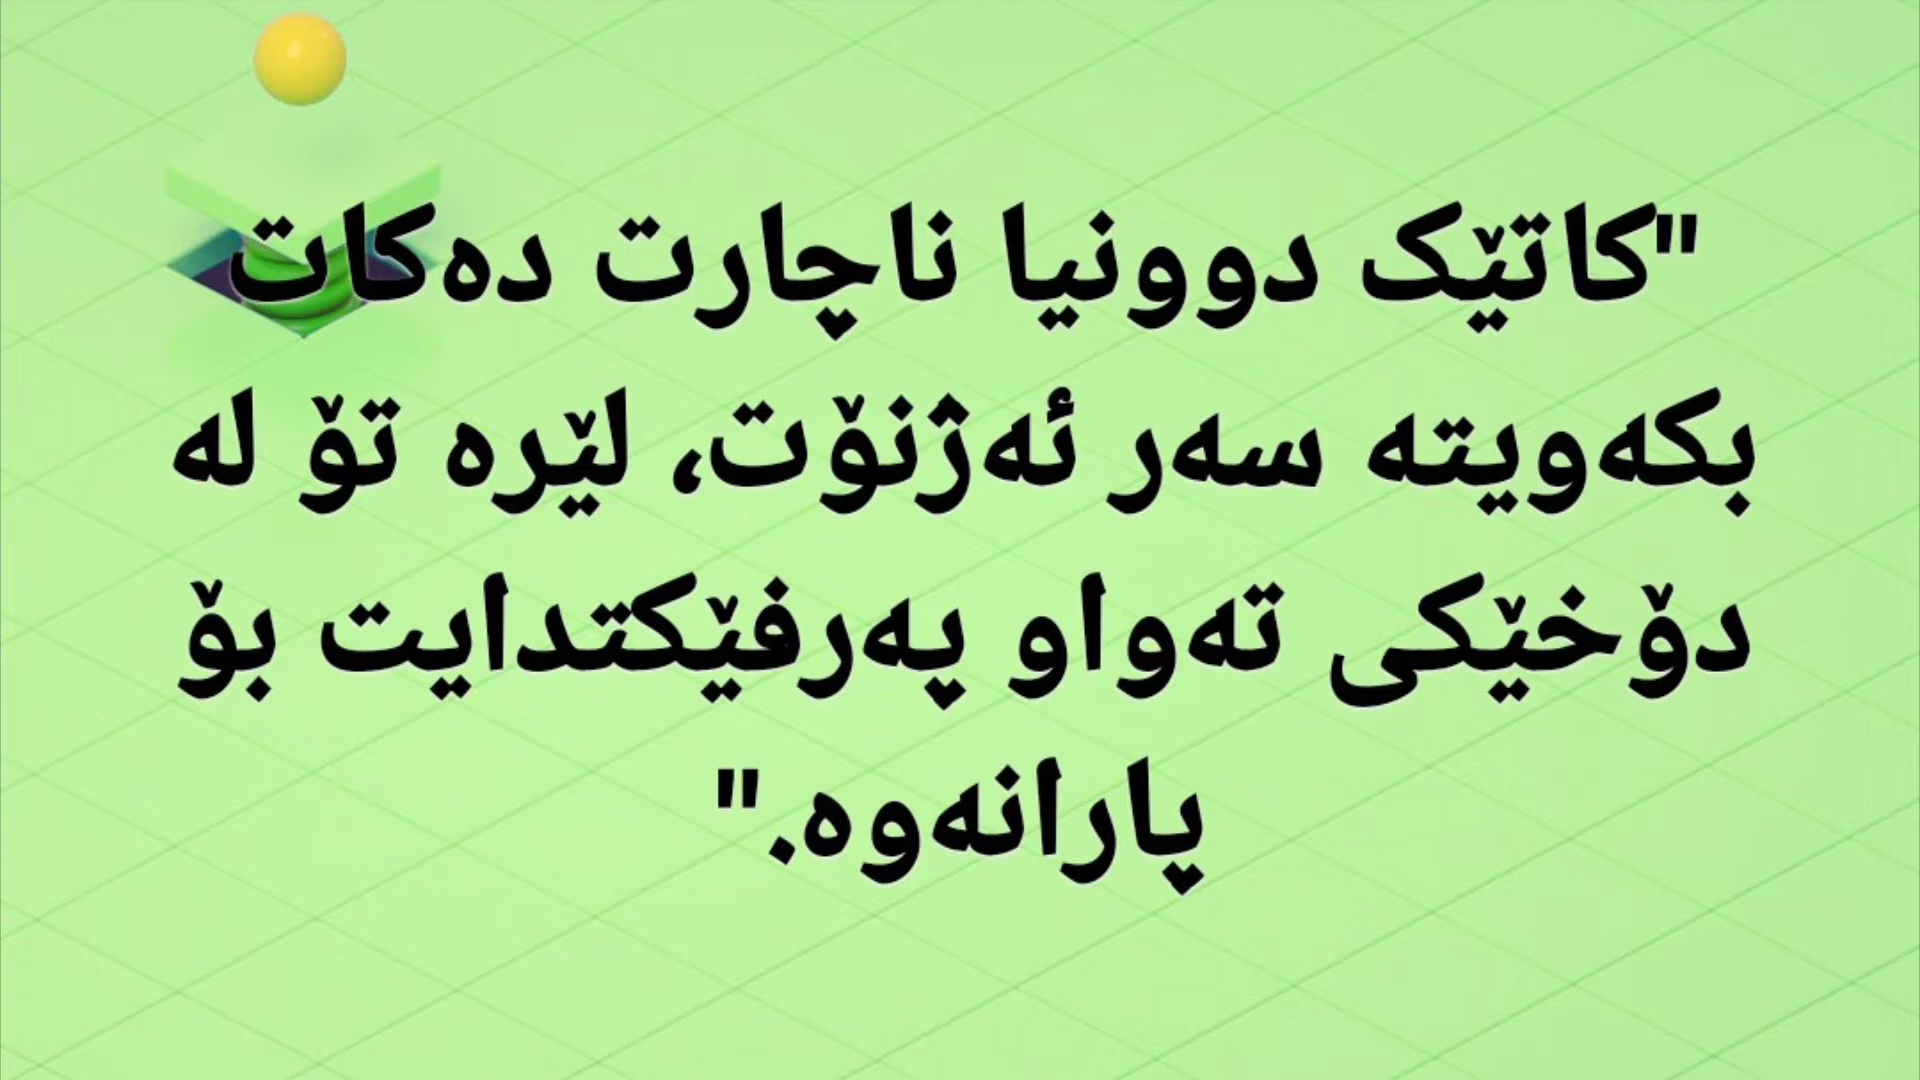 "کاتێک دوونیا ناچارت دەکات
بکەویتە سەر ئەژنۆت، لێرە تۆ لە
دۆخێکی تەواو پەرفێکتدایت بۆ
پارانەوە."